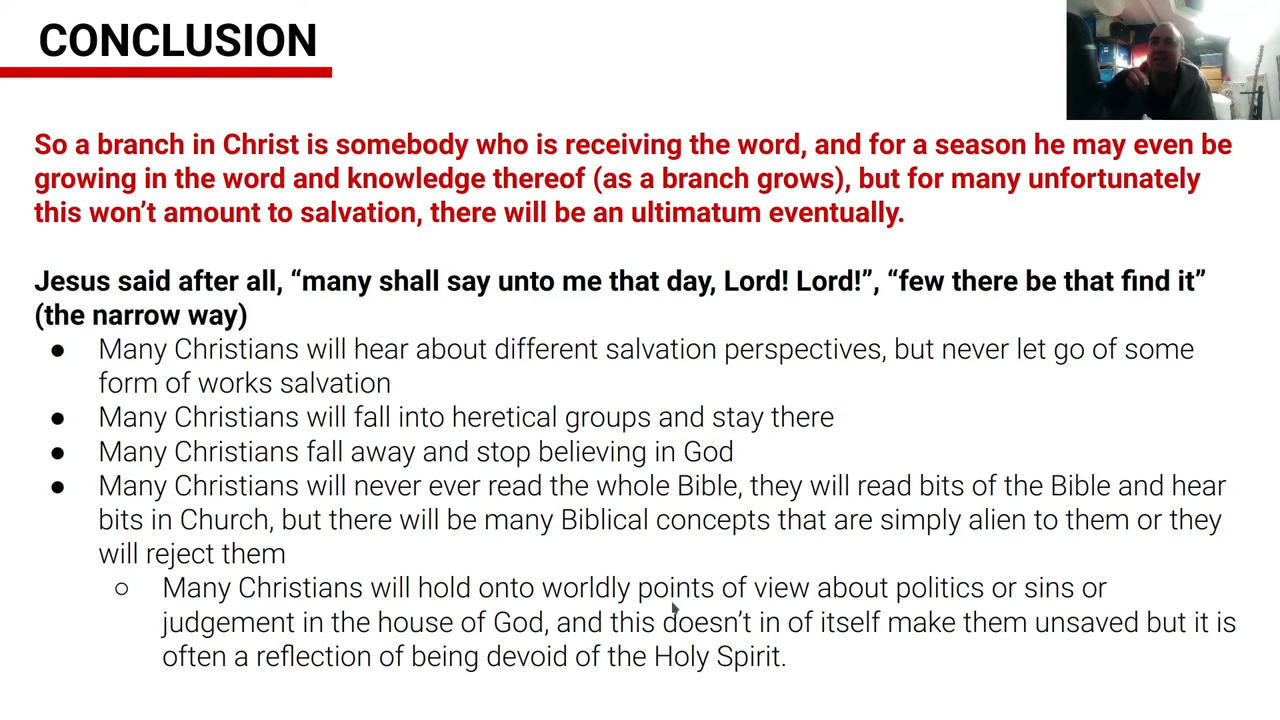 CONCLUSION
So a branch in Christ is somebody who is receiving the word, and for a season he may even be
growing in the word and knowledge thereof (as a branch grows), but for many unfortunately
this won’t amount to salvation, there will be an ultimatum eventually.
Jesus said after all, “many shall say unto me that day, Lord! Lord!”, “few there be that find it”
(the narrow way)
● Many Christians will hear about different salvation perspectives, but never let go of some
form of works salvation
● Many Christians will fall into heretical groups and stay there
● Many Christians fall away and stop believing in God
● Many Christians will never ever read the whole Bible, they will read bits of the Bible and hear
bits in Church, but there will be many Biblical concepts that are simply alien to them or they
will reject them
○ Many Christians will hold onto worldly points of view about politics or sins or
judgement in the house of God, and this doesn’t in of itself make them unsaved but it is
often a reflection of being devoid of the Holy Spirit.